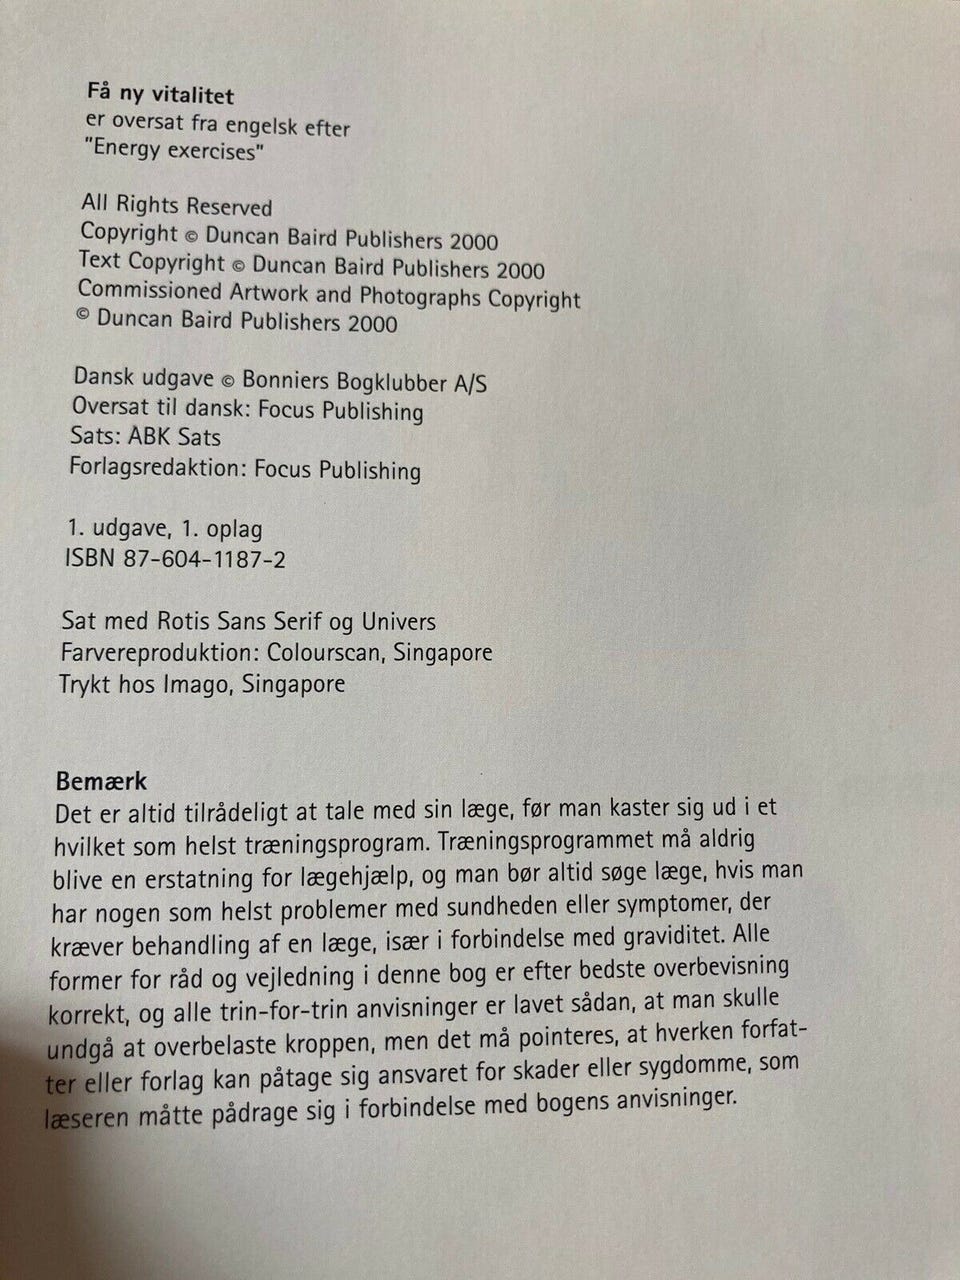 Få ny vitalitet
er oversat fra engelsk efter
"Energy exercises"
All Rights Reserved
Copyright © Duncan Baird Publishers 2000
Text Copyright © Duncan Baird Publishers 2000
Commissioned Artwork and Photographs Copyright
© Duncan Baird Publishers 2000
Dansk udgave © Bonniers Bogklubber A/S
Oversat til dansk: Focus Publishing
Sats: ABK Sats
Forlagsredaktion: Focus Publishing
1. udgave, 1. oplag
ISBN 87-604-1187-2
Sat med Rotis Sans Serif og Univers
Farvereproduktion: Colourscan, Singapore
Trykt hos Imago, Singapore
Bemærk
Det er altid tilrådeligt at tale med sin læge, før man kaster sig ud i et
hvilket som helst træningsprogram. Træningsprogrammet må aldrig
blive en erstatning for lægehjælp, og man bør altid søge læge, hvis man
har nogen som helst problemer med sundheden eller symptomer, der
kræver behandling af en læge, især i forbindelse med graviditet. Alle
former for råd og vejledning i denne bog er efter bedste overbevisning
korrekt, og alle trin-for-trin anvisninger er lavet sådan, at man skulle
undgå at overbelaste kroppen, men det må pointeres, at hverken forfat-
ter eller forlag kan påtage sig ansvaret for skader eller sygdomme, som
læseren måtte pådrage sig i forbindelse med bogens anvisninger.